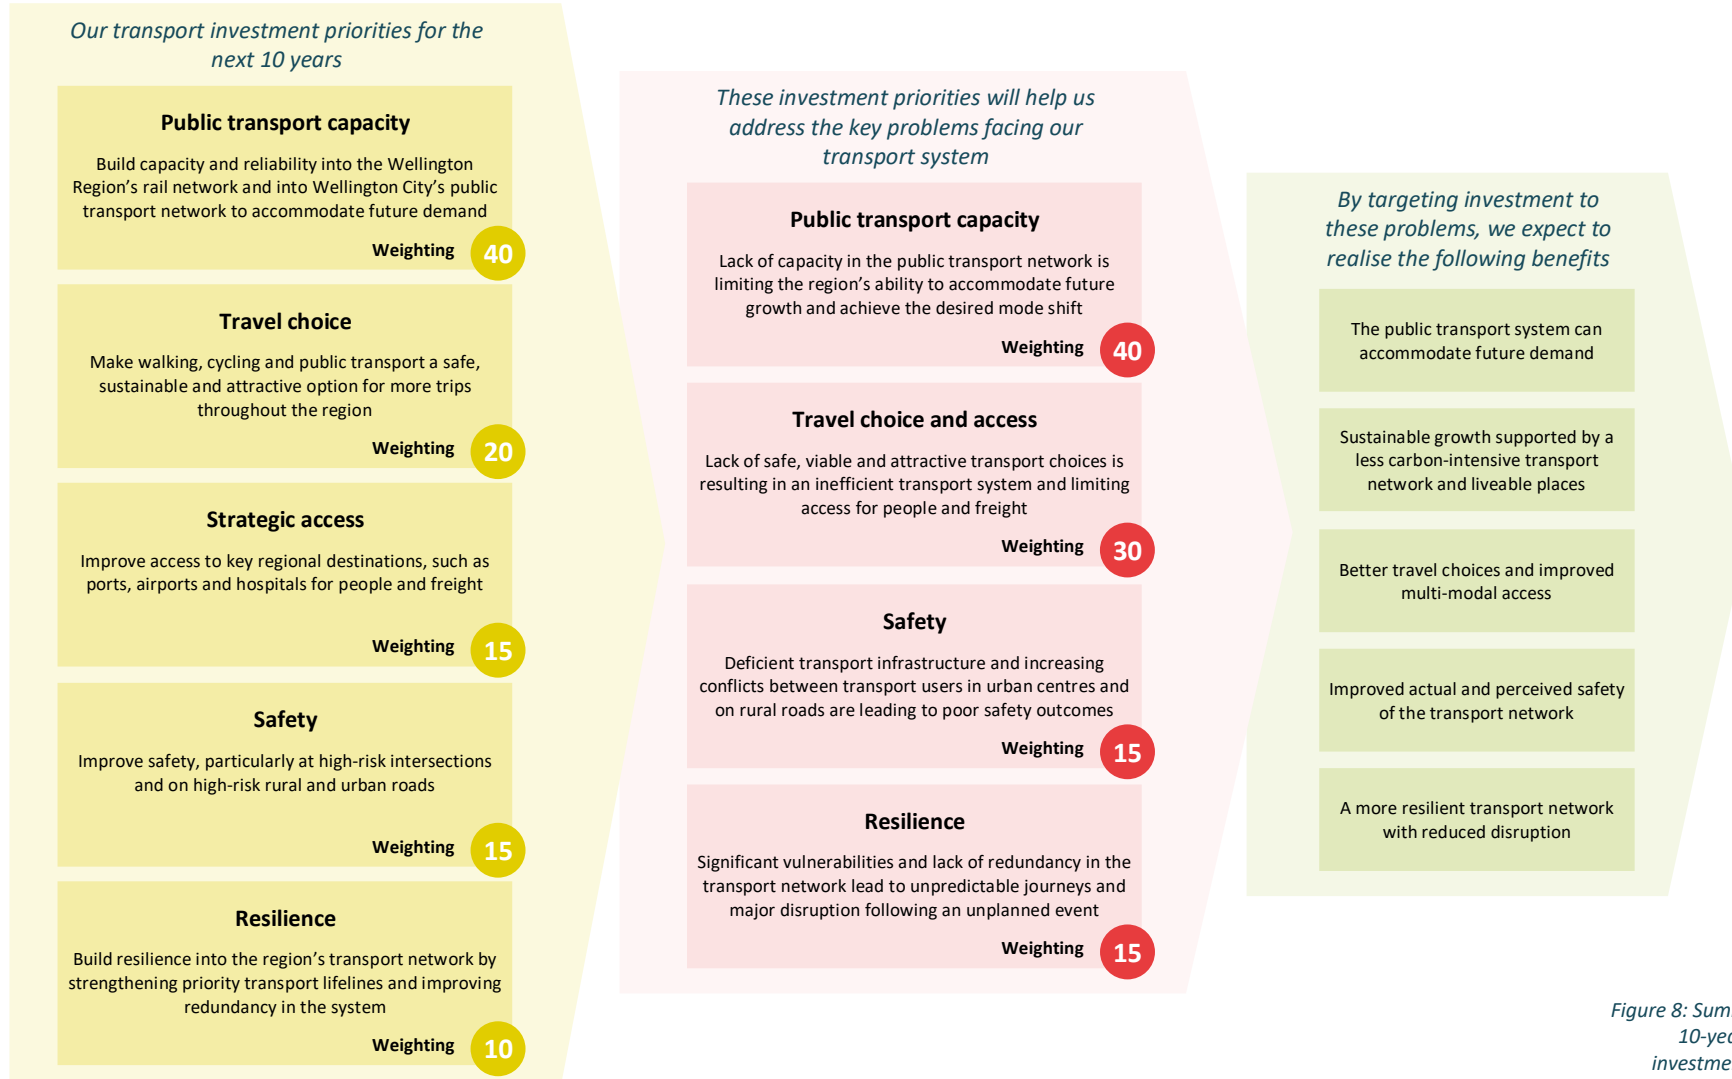 Our transport investment priorities for the
next 10 years
Public transport capacity
Build capacity and reliability into the Wellington
Region’s rail network and into Wellington City’s public
transport network to accommodate future demand
Weighting 40
Travel choice
Make walking, cycling and public transport a safe,
sustainable and attractive option for more trips
throughout the region
Weighting 20
Strategic access
Improve access to key regional destinations, such as
ports, airports and hospitals for people and freight
Weighting 15
Safety
Improve safety, particularly at high-risk intersections
and on high-risk rural and urban roads
Weighting 15
Resilience
Build resilience into the region’s transport network by
strengthening priority transport lifelines and improving
redundancy in the system
Weighting 10
These investment priorities will help us
address the key problems facing our
transport system
Public transport capacity
Lack of capacity in the public transport network is
limiting the region’s ability to accommodate future
growth and achieve the desired mode shift
Weighting 40
Travel choice and access
Lack of safe, viable and attractive transport choices is
resulting in an inefficient transport system and limiting
access for people and freight
Weighting 30
Safety
Deficient transport infrastructure and increasing
conflicts between transport users in urban centres and
on rural roads are leading to poor safety outcomes
Weighting 15
Resilience
Significant vulnerabilities and lack of redundancy in the
transport network lead to unpredictable journeys and
major disruption following an unplanned event
Weighting 15
By targeting investment to
these problems, we expect to
realise the following benefits
The public transport system can
accommodate future demand
Sustainable growth supported by a
less carbon-intensive transport
network and liveable places
Better travel choices and improved
multi-modal access
Improved actual and perceived safety
of the transport network
A more resilient transport network
with reduced disruption
Figure 8: